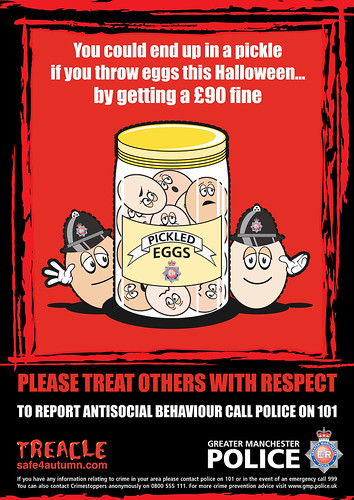 You could end up in a pickle
if you throw eggs this Halloween...
by getting a £90 fine
PICKLED
EGGS
PLEASE TREAT OTHERS WITH RESPECT
TO REPORT ANTISOCIAL BEHAVIOUR CALL POLICE ON 101
TREACLE
safe4autumn.com
GREATER MANCHESTER
POLICE
If you have any information relating to crime in your area please contact police on 101 or in the event of an emergency call 999
You can also contact Crimestoppers anonymously on 0800 555 111. For more crime prevention advice visit www.gmp.police.uk